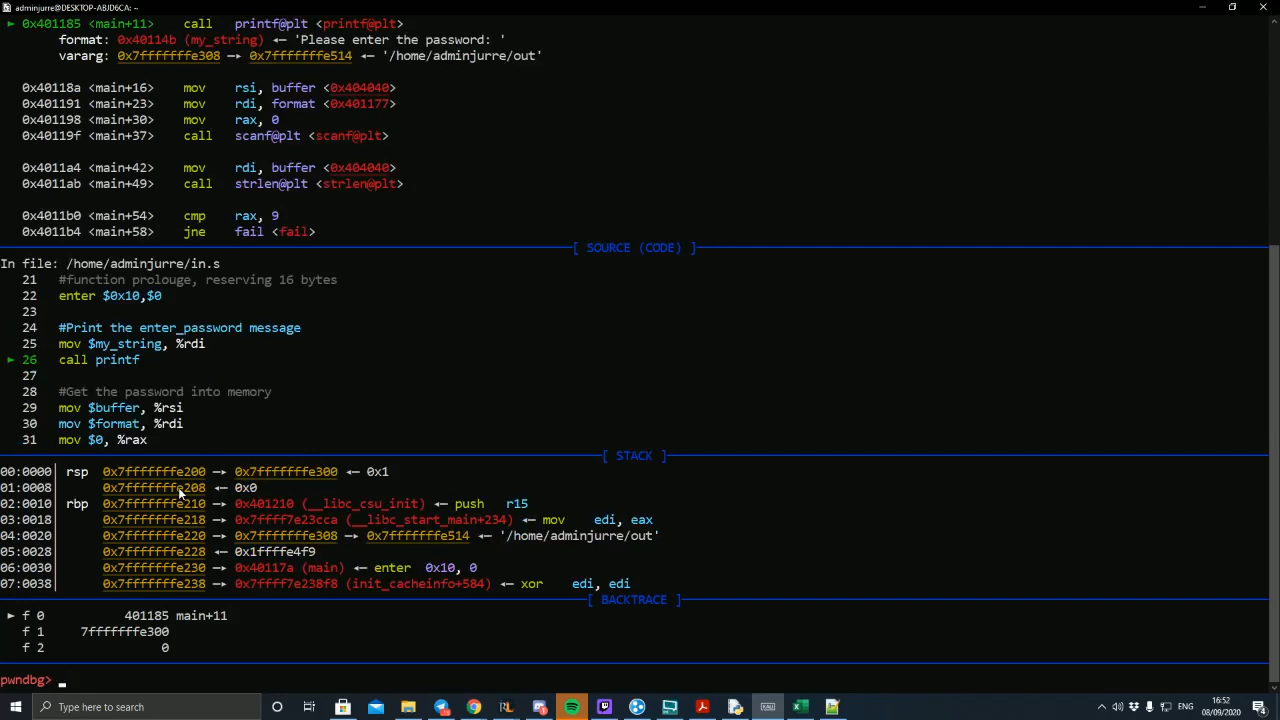 adminjurre@DESKTOP-ABJD6CA: ~
► 0x401185 <main+11> call printf@plt <printf@plt>
format: 0x40114b (my_string) ◂— 'Please enter the password: '
vararg: 0x7fffffffe308 —▸ 0x7fffffffe514 ◂— '/home/adminjurre/out'
0x40118a <main+16> mov rsi, buffer <0x404040>
0x401191 <main+23> mov rdi, format <0x401177>
0x401198 <main+30> mov rax, 0
0x40119f <main+37> call scanf@plt <scanf@plt>
0x4011a4 <main+42> mov rdi, buffer <0x404040>
0x4011ab <main+49> call strlen@plt <strlen@plt>
0x4011b0 <main+54> cmp rax, 9
0x4011b4 <main+58> jne fail <fail>
[ SOURCE (CODE) ]
In file: /home/adminjurre/in.s
21 #function prolouge, reserving 16 bytes
22 enter $0x10,$0
23
24 #Print the enter_password message
25 mov $my_string, %rdi
► 26 call printf
27
28 #Get the password into memory
29 mov $buffer, %rsi
30 mov $format, %rdi
31 mov $0, %rax
[ STACK ]
00:0000│ rsp 0x7fffffffe200 —▸ 0x7fffffffe300 ◂— 0x1
01:0008│ 0x7fffffffe208 ◂— 0x0
02:0010│ rbp 0x7fffffffe210 —▸ 0x401210 (__libc_csu_init) ◂— push r15
03:0018│ 0x7fffffffe218 —▸ 0x7ffff7e23cca (__libc_start_main+234) ◂— mov edi, eax
04:0020│ 0x7fffffffe220 —▸ 0x7fffffffe308 —▸ 0x7fffffffe514 ◂— '/home/adminjurre/out'
05:0028│ 0x7fffffffe228 ◂— 0x1ffffe4f9
06:0030│ 0x7fffffffe230 —▸ 0x40117a (main) ◂— enter 0x10, 0
07:0038│ 0x7fffffffe238 —▸ 0x7ffff7e238f8 (init_cacheinfo+584) ◂— xor edi, edi
[ BACKTRACE ]
► f 0 401185 main+11
f 1 7fffffffe300
f 2 0
pwndbg>
Type here to search
ENG
16:52
08/09/2020
4